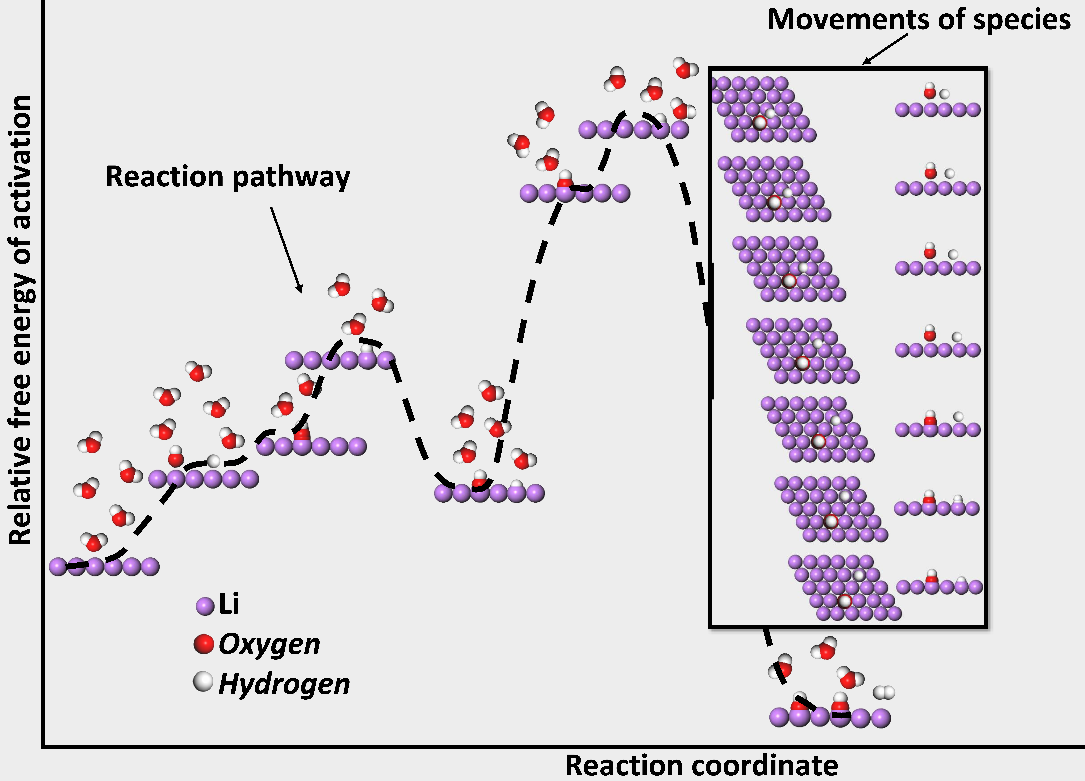 Movements of species
Reaction pathway
Relative free energy of activation
Li
Oxygen
Hydrogen
Reaction coordinate